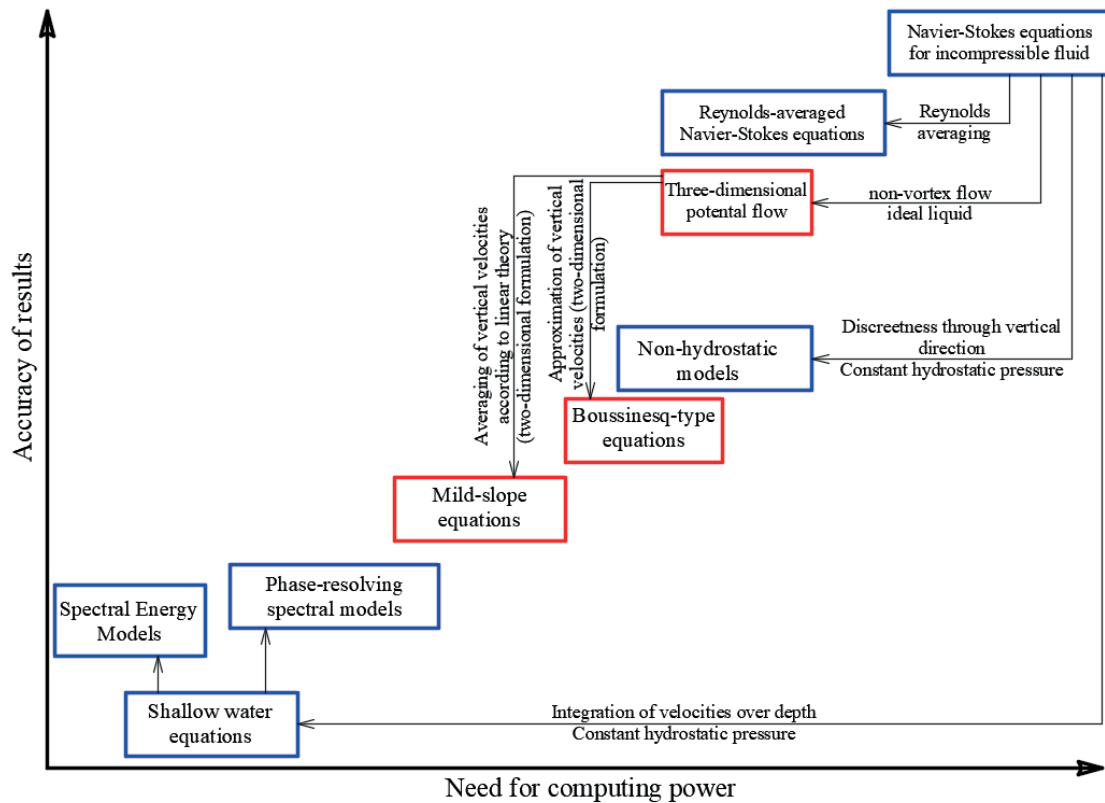 Navier-Stokes equations
for incompressible fluid
Reynolds-averaged
Navier-Stokes equations
Reynolds
averaging
Three-dimensional
potental flow
non-vortex flow
ideal liquid
Averaging of vertical velocities
according to linear theory
(two-dimensional formulation)
Approximation of vertical
velocities (two-dimensional
formulation)
Discreetness through vertical
direction
Constant hydrostatic pressure
Non-hydrostatic
models
Boussinesq-type
equations
Mild-slope
equations
Phase-resolving
spectral models
Spectral Energy
Models
Shallow water
equations
Integration of velocities over depth
Constant hydrostatic pressure
Accuracy of results
Need for computing power